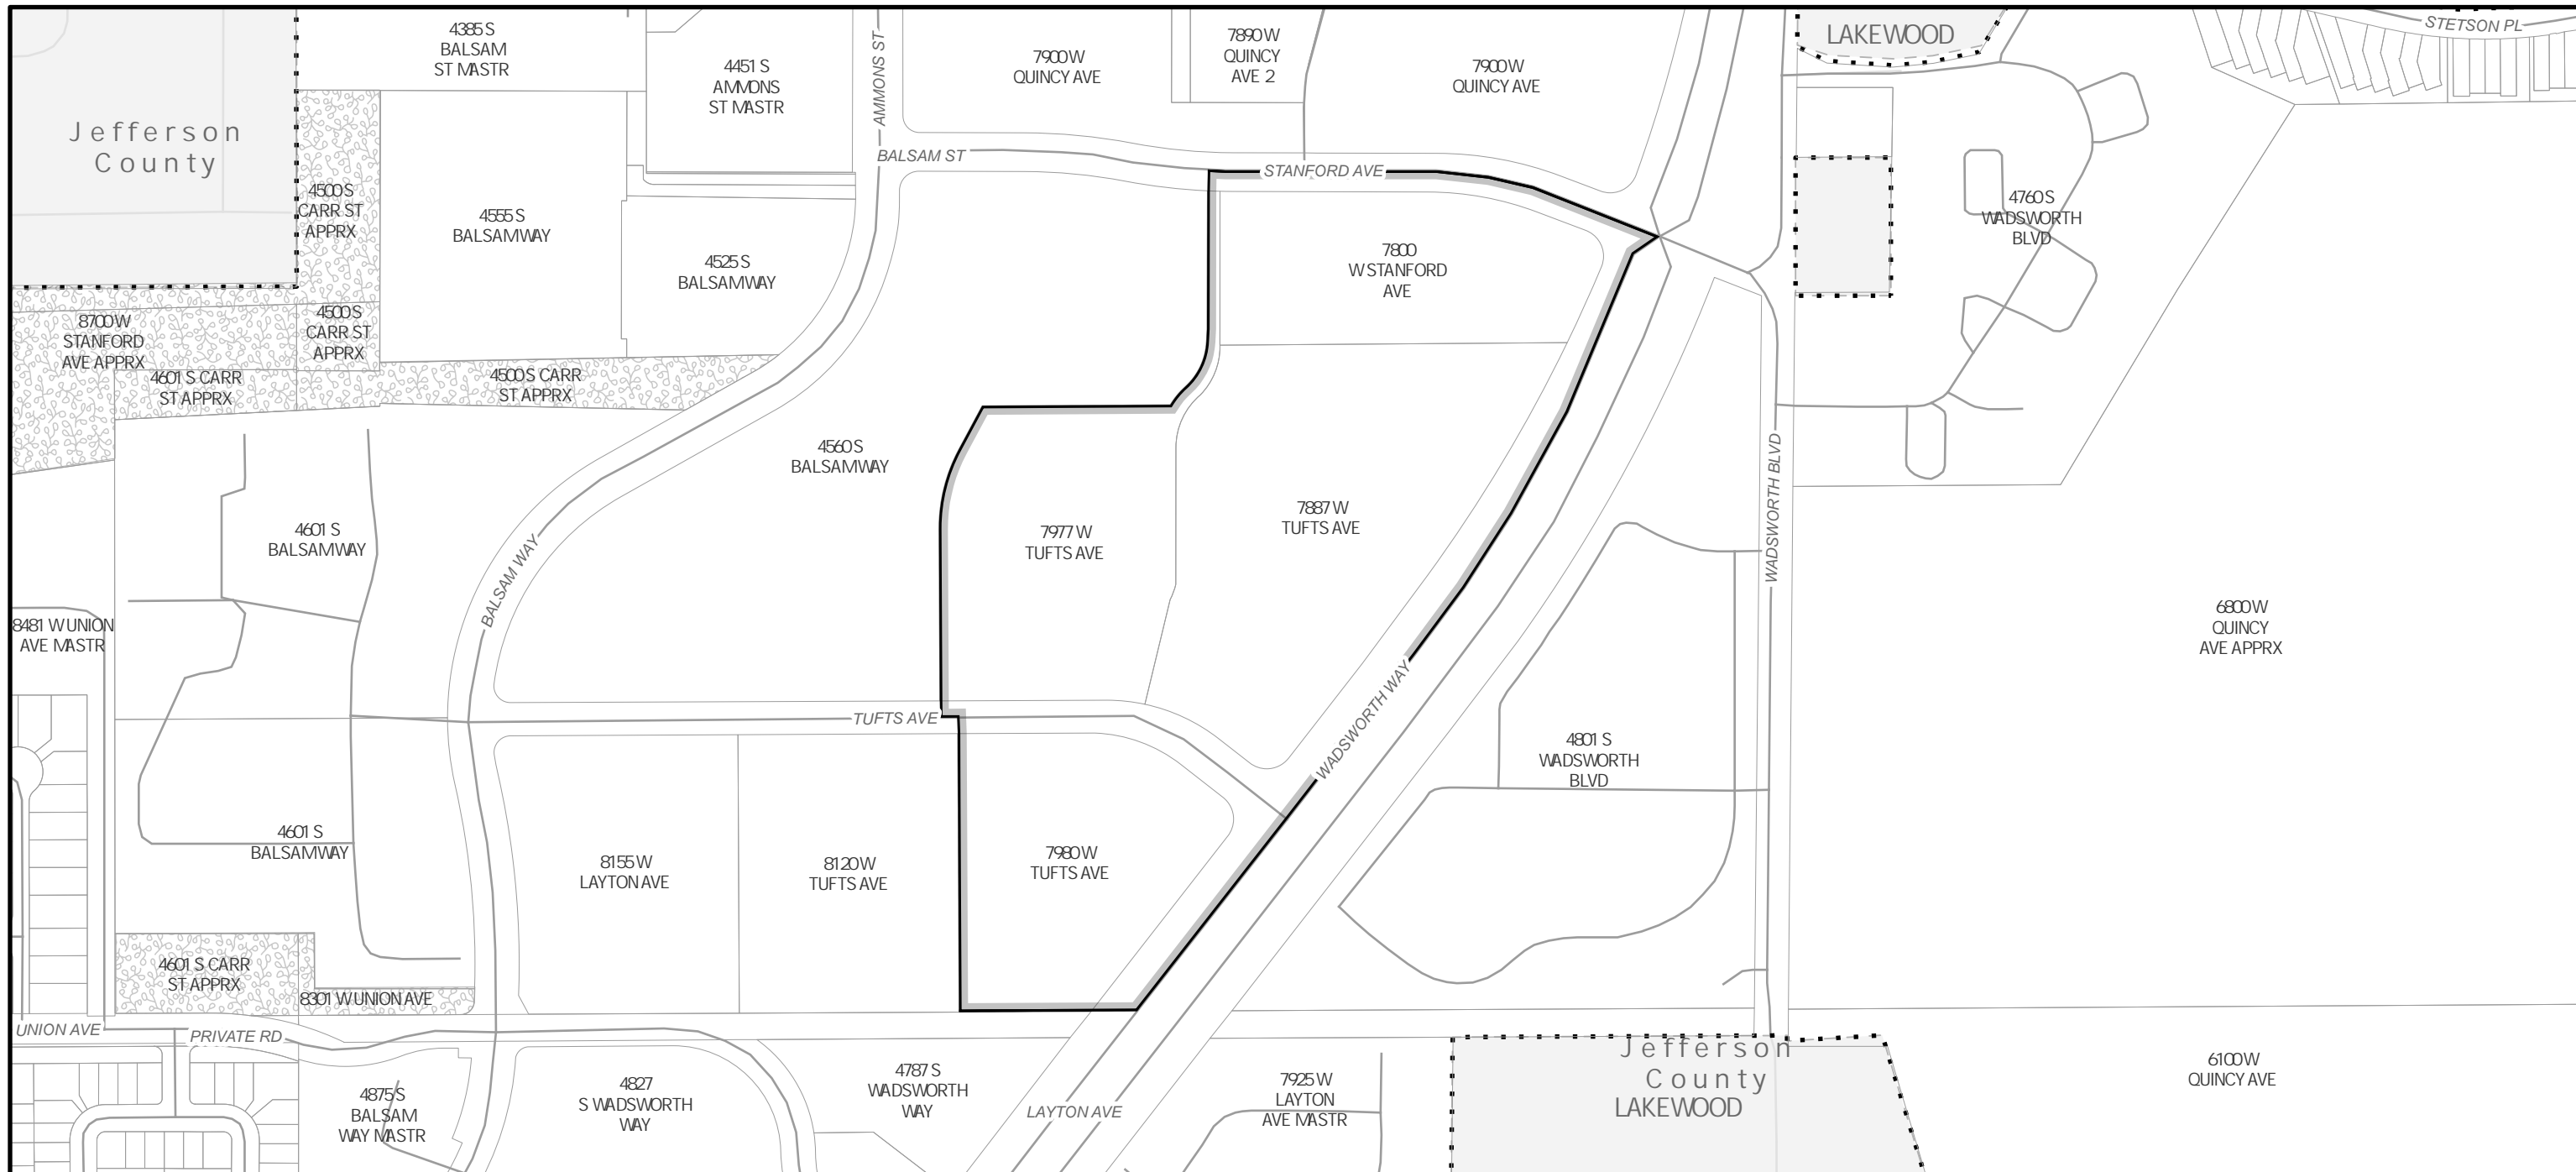 4385 S
BALSAM
ST MASTR
4451 S
AMMONS
ST MASTR
AMMONS ST
7900 W
QUINCY AVE
7890 W
QUINCY
AVE 2
7900 W
QUINCY AVE
LAKEWOOD
STETSON PL
Jefferson
County
4500 S
CARR ST
APPRX
4555 S
BALSAM WAY
4525 S
BALSAM WAY
BALSAM ST
STANFORD AVE
7800
W STANFORD
AVE
4760 S
WADSWORTH
BLVD
8700 W
STANFORD
AVE APPRX
4500 S
CARR ST
APPRX
4601 S CARR
ST APPRX
4500 S CARR
ST APPRX
4560 S
BALSAM WAY
4601 S
BALSAM WAY
BALSAM WAY
7977 W
TUFTS AVE
7887 W
TUFTS AVE
WADSWORTH BLVD
8481 W UNION
AVE MASTR
6800 W
QUINCY
AVE APPRX
TUFTS AVE
WADSWORTH WAY
4801 S
WADSWORTH
BLVD
4601 S
BALSAM WAY
8155 W
LAYTON AVE
8120 W
TUFTS AVE
7980 W
TUFTS AVE
4601 S CARR
ST APPRX
8301 W UNION AVE
UNION AVE
PRIVATE RD
4875 S
BALSAM
WAY MASTR
4827
S WADSWORTH
WAY
4787 S
WADSWORTH
WAY
LAYTON AVE
7925 W
LAYTON
AVE MASTR
Jefferson
County
LAKEWOOD
6100 W
QUINCY AVE